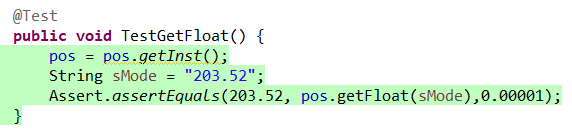 @Test
public void TestGetFloat() {
    pos = pos.getInst();
    String sMode = "203.52";
    Assert.assertEquals(203.52, pos.getFloat(sMode),0.00001);
}